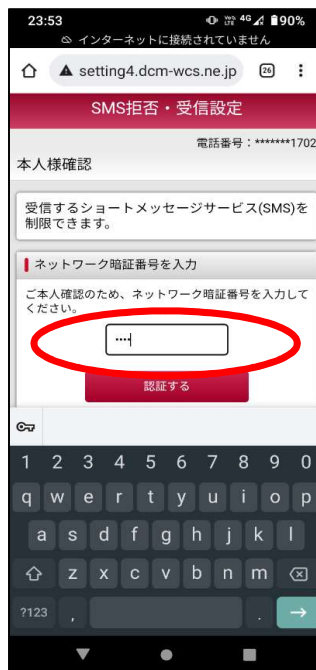 23:53
VoLTE 4G 90%
インターネットに接続されていません
setting4.dcm-wcs.ne.jp 26
SMS拒否・受信設定
電話番号：*******1702
本人様確認
受信するショートメッセージサービス(SMS)を
制限できます。
ネットワーク暗証番号を入力
ご本人確認のため、ネットワーク暗証番号を入力して
ください。
••••
認証する
1 2 3 4 5 6 7 8 9 0
q w e r t y u i o p
a s d f g h j k l
z x c v b n m
?123 , .